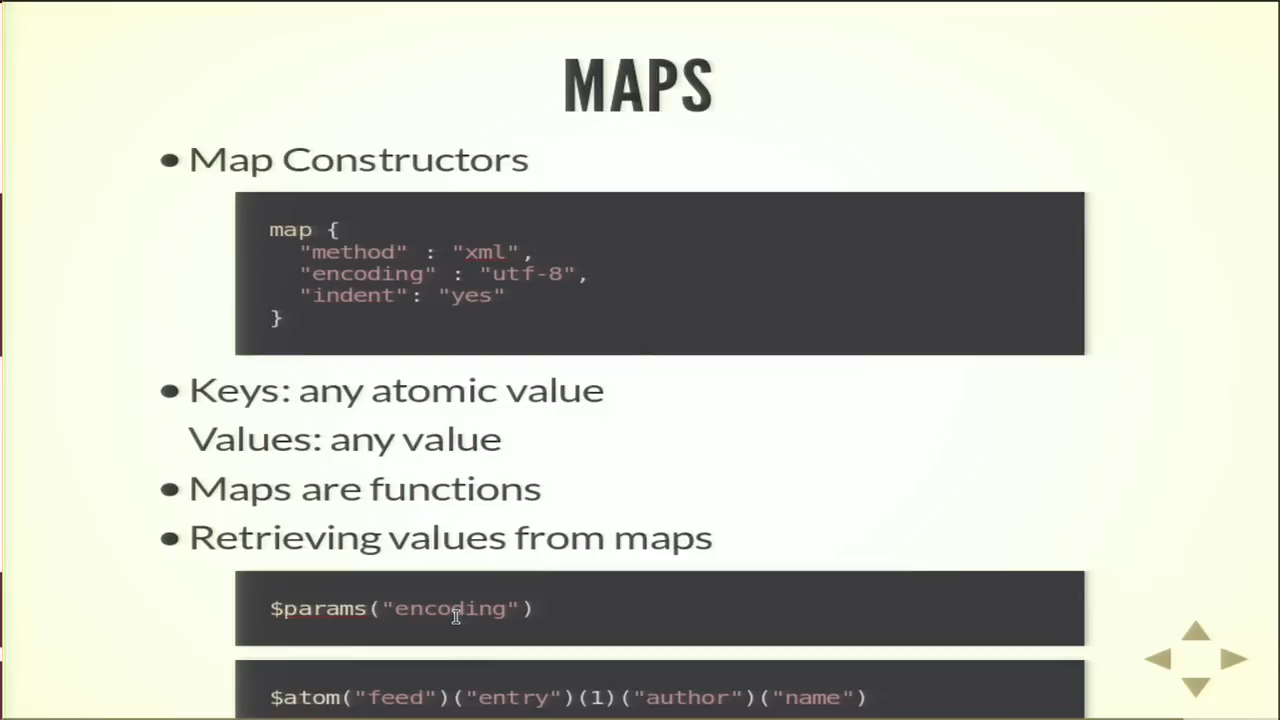 MAPS
• Map Constructors
map {
"method" : "xml",
"encoding" : "utf-8",
"indent": "yes"
}
• Keys: any atomic value
Values: any value
• Maps are functions
• Retrieving values from maps
$params("encoding")
$atom("feed")("entry")(1)("author")("name")